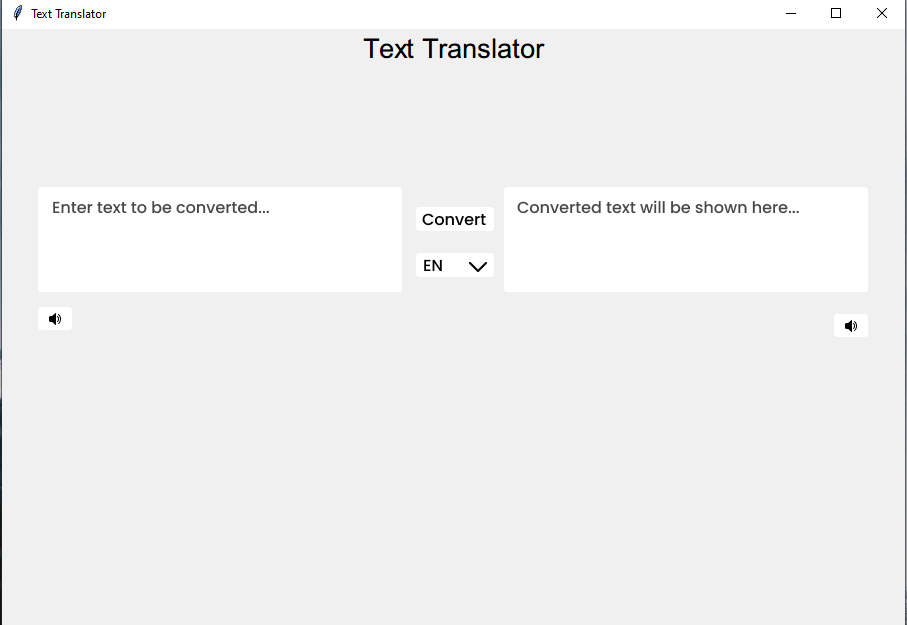 Text Translator
Text Translator
Enter text to be converted...
Convert
Converted text will be shown here...
EN